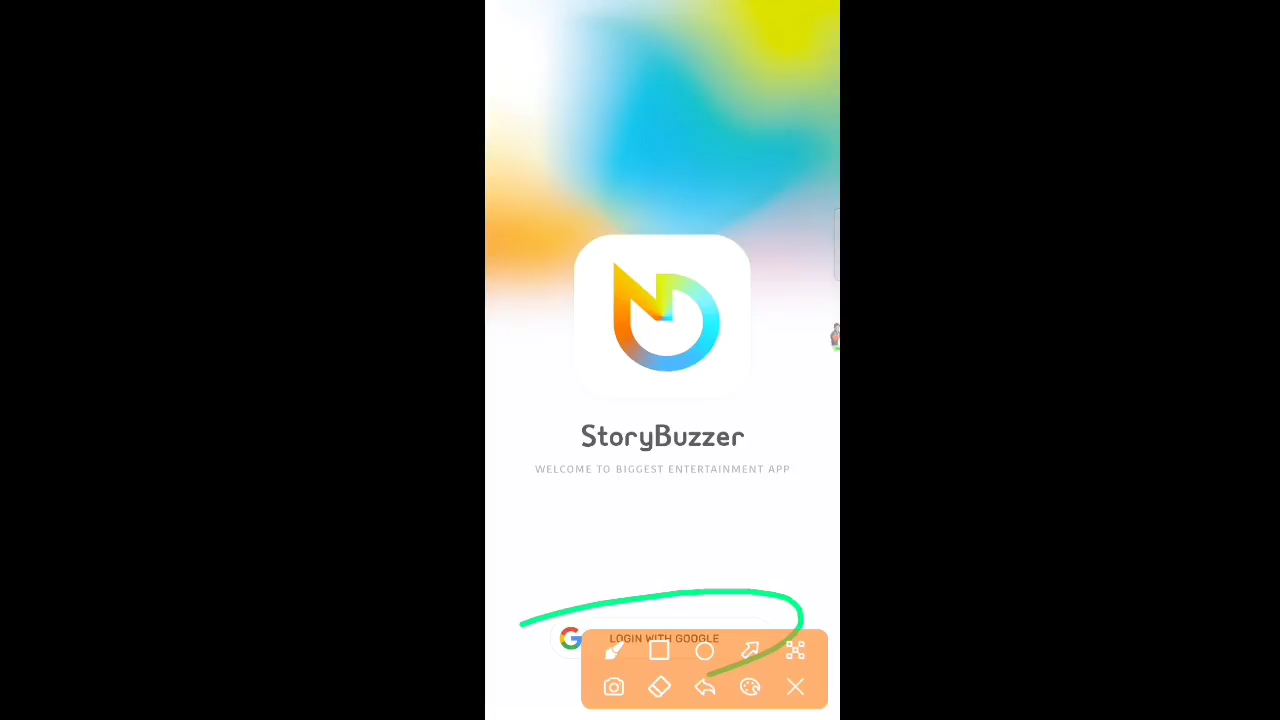 StoryBuzzer
WELCOME TO BIGGEST ENTERTAINMENT APP
LOGIN WITH GOOGLE